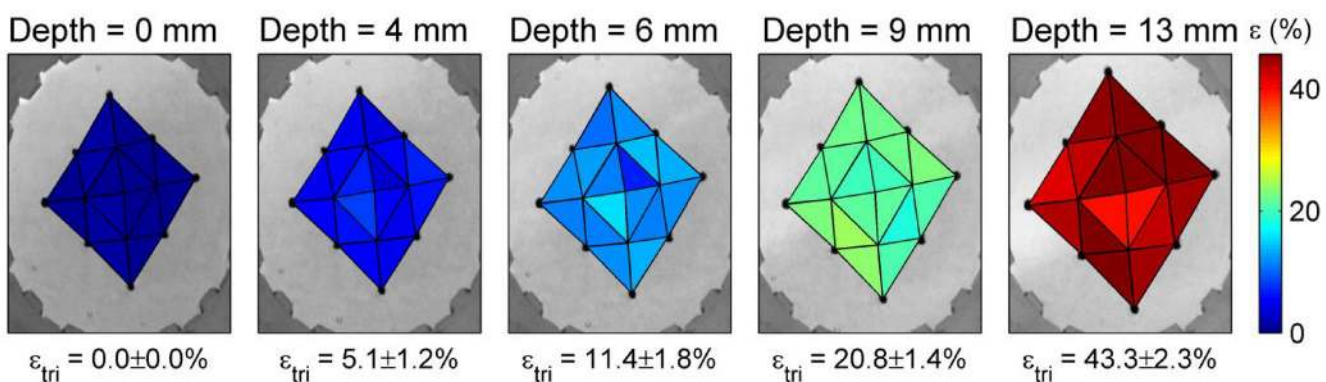 Depth = 0 mm Depth = 4 mm Depth = 6 mm Depth = 9 mm Depth = 13 mm ε (%)
40
20
0
εtri = 0.0±0.0% εtri = 5.1±1.2% εtri = 11.4±1.8% εtri = 20.8±1.4% εtri = 43.3±2.3%